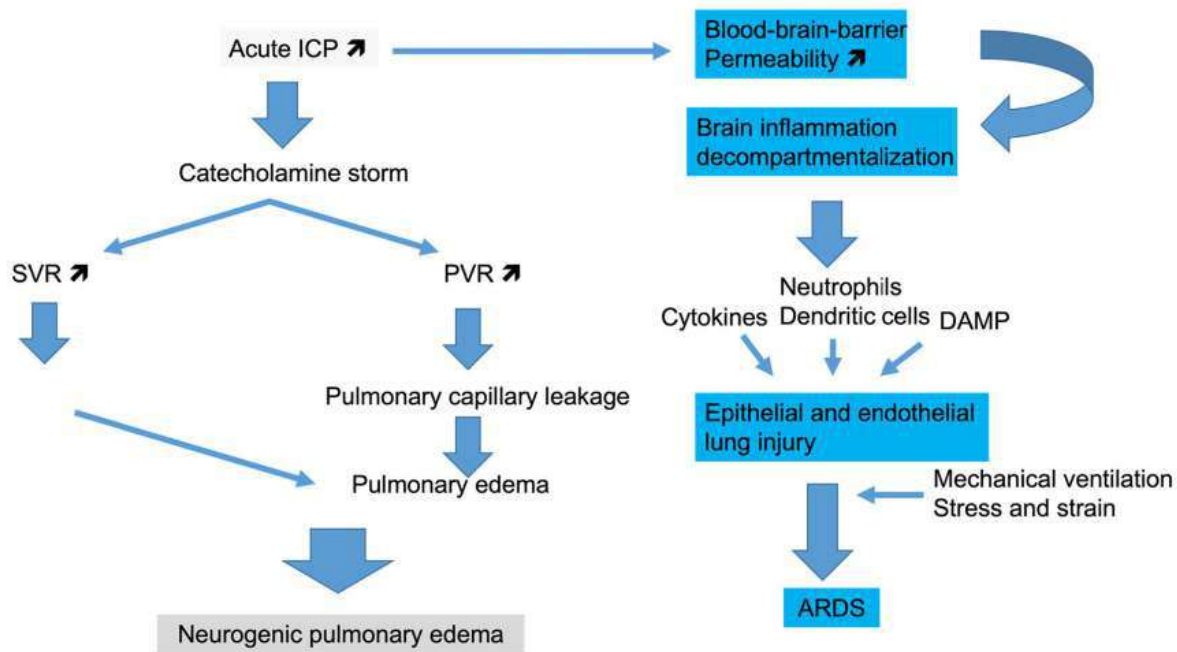 Acute ICP ↗
Blood-brain-barrier
Permeability ↗
Brain inflammation
decompartmentalization
Catecholamine storm
SVR ↗
PVR ↗
Neutrophils
Cytokines Dendritic cells DAMP
Pulmonary capillary leakage
Epithelial and endothelial
lung injury
Pulmonary edema
Mechanical ventilation
Stress and strain
ARDS
Neurogenic pulmonary edema